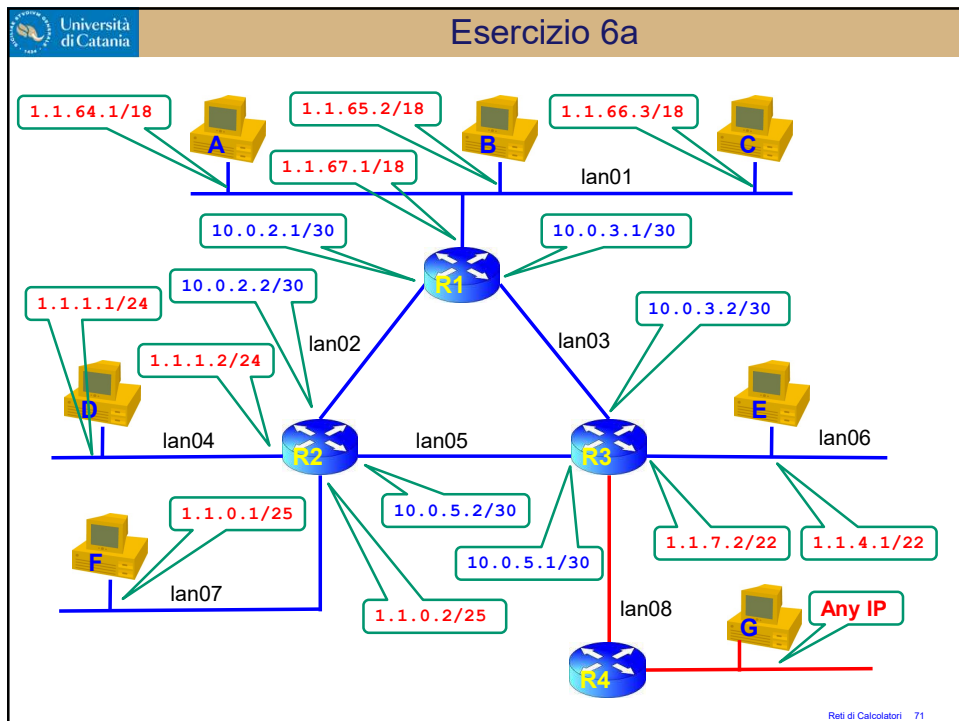 Università
di Catania
Esercizio 6a
1.1.64.1/18
1.1.65.2/18
1.1.66.3/18
A
B
C
1.1.67.1/18
lan01
10.0.2.1/30
10.0.3.1/30
R1
10.0.2.2/30
1.1.1.1/24
10.0.3.2/30
lan02
lan03
1.1.1.2/24
D
E
lan04
R2
lan05
R3
lan06
1.1.0.1/25
10.0.5.2/30
1.1.7.2/22
1.1.4.1/22
F
10.0.5.1/30
lan07
1.1.0.2/25
lan08
G
Any IP
R4
Reti di Calcolatori 71